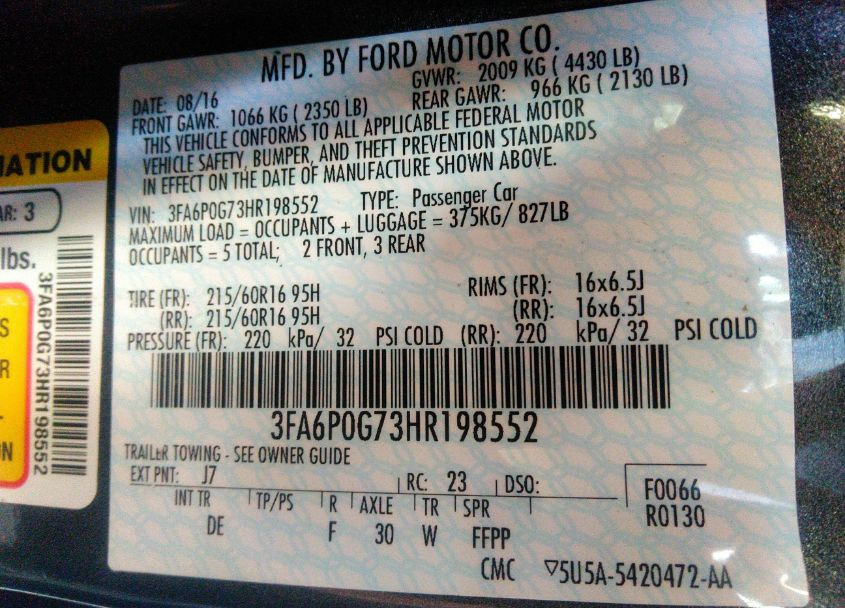 MFD. BY FORD MOTOR CO.
DATE: 08/16 GVWR: 2009 KG ( 4430 LB)
FRONT GAWR: 1066 KG ( 2350 LB) REAR GAWR: 966 KG ( 2130 LB)
THIS VEHICLE CONFORMS TO ALL APPLICABLE FEDERAL MOTOR
VEHICLE SAFETY, BUMPER, AND THEFT PREVENTION STANDARDS
IN EFFECT ON THE DATE OF MANUFACTURE SHOWN ABOVE.
VIN: 3FA6P0G73HR198552 TYPE: Passenger Car
MAXIMUM LOAD = OCCUPANTS + LUGGAGE = 375KG/ 827LB
OCCUPANTS = 5 TOTAL; 2 FRONT, 3 REAR
TIRE (FR): 215/60R16 95H RIMS (FR): 16x6.5J
(RR): 215/60R16 95H (RR): 16x6.5J
PRESSURE (FR): 220 kPa/ 32 PSI COLD (RR): 220 kPa/ 32 PSI COLD
3FA6P0G73HR198552
TRAILER TOWING - SEE OWNER GUIDE
EXT PNT: J7 RC: 23 DSO: F0066
R0130
INT TR TP/PS R AXLE TR SPR
DE F 30 W FFPP
CMC ▽5U5A-5420472-AA
IATION
AR: 3
lbs.
3FA6P0G73HR198552
S
R
N